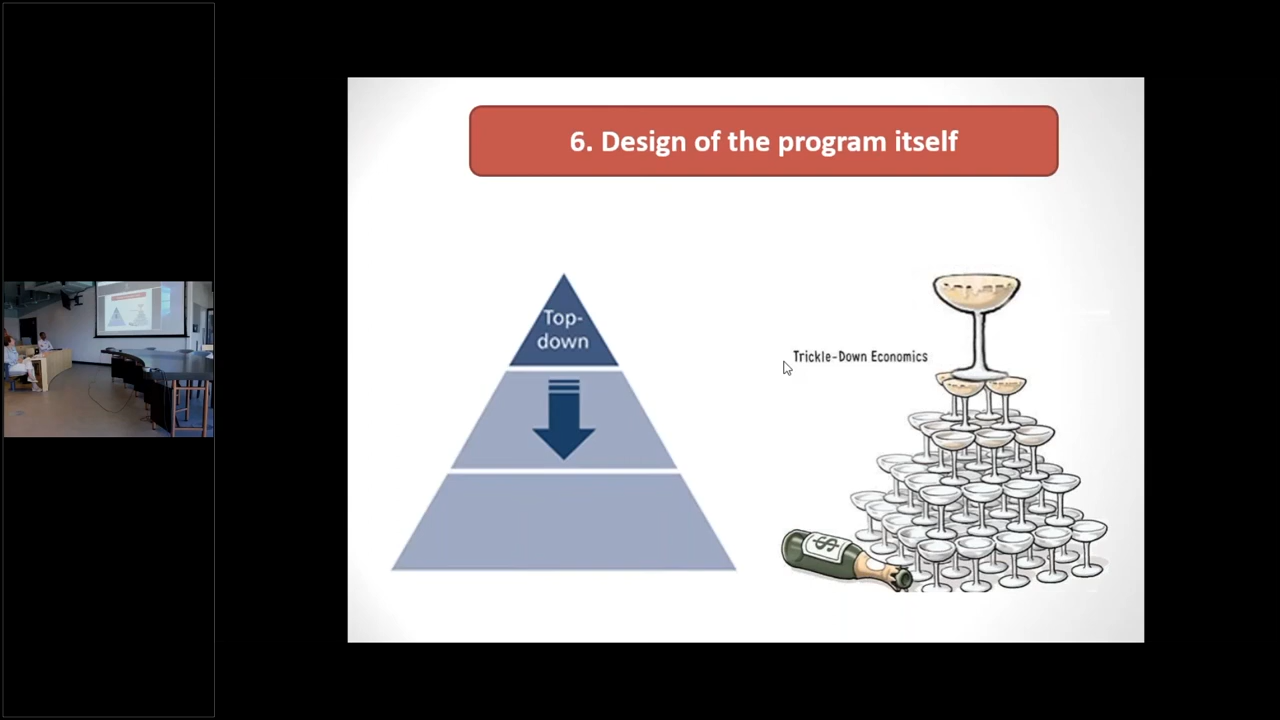 6. Design of the program itself
Top-
down
Trickle-Down Economics
$